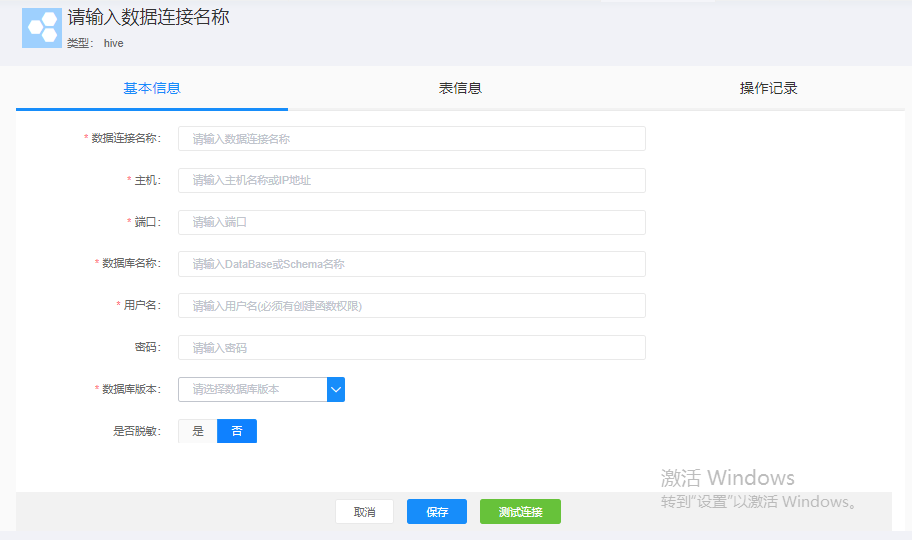 请输入数据连接名称
类型： hive
基本信息 表信息 操作记录
* 数据连接名称： 请输入数据连接名称
* 主机： 请输入主机名称或IP地址
* 端口： 请输入端口
* 数据库名称： 请输入DataBase或Schema名称
* 用户名： 请输入用户名(必须有创建函数权限)
密码： 请输入密码
* 数据库版本： 请选择数据库版本
是否脱敏： 是 否
激活 Windows
转到“设置”以激活 Windows。
取消 保存 测试连接